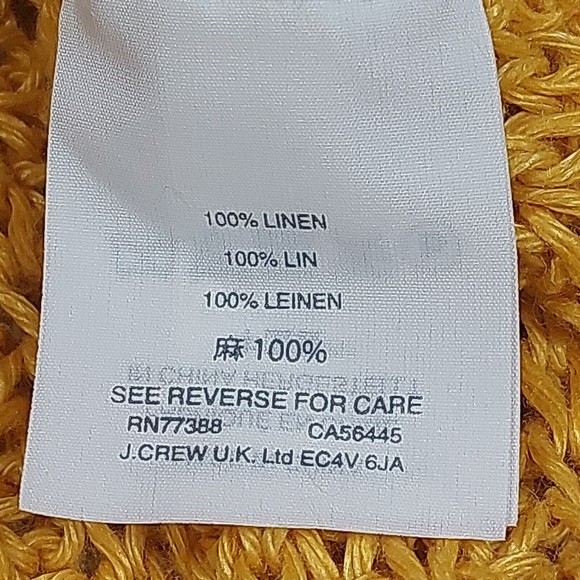 100% LINEN
100% LIN
100% LEINEN
麻 100%
SEE REVERSE FOR CARE
RN77388 CA56445
J.CREW U.K. Ltd EC4V 6JA